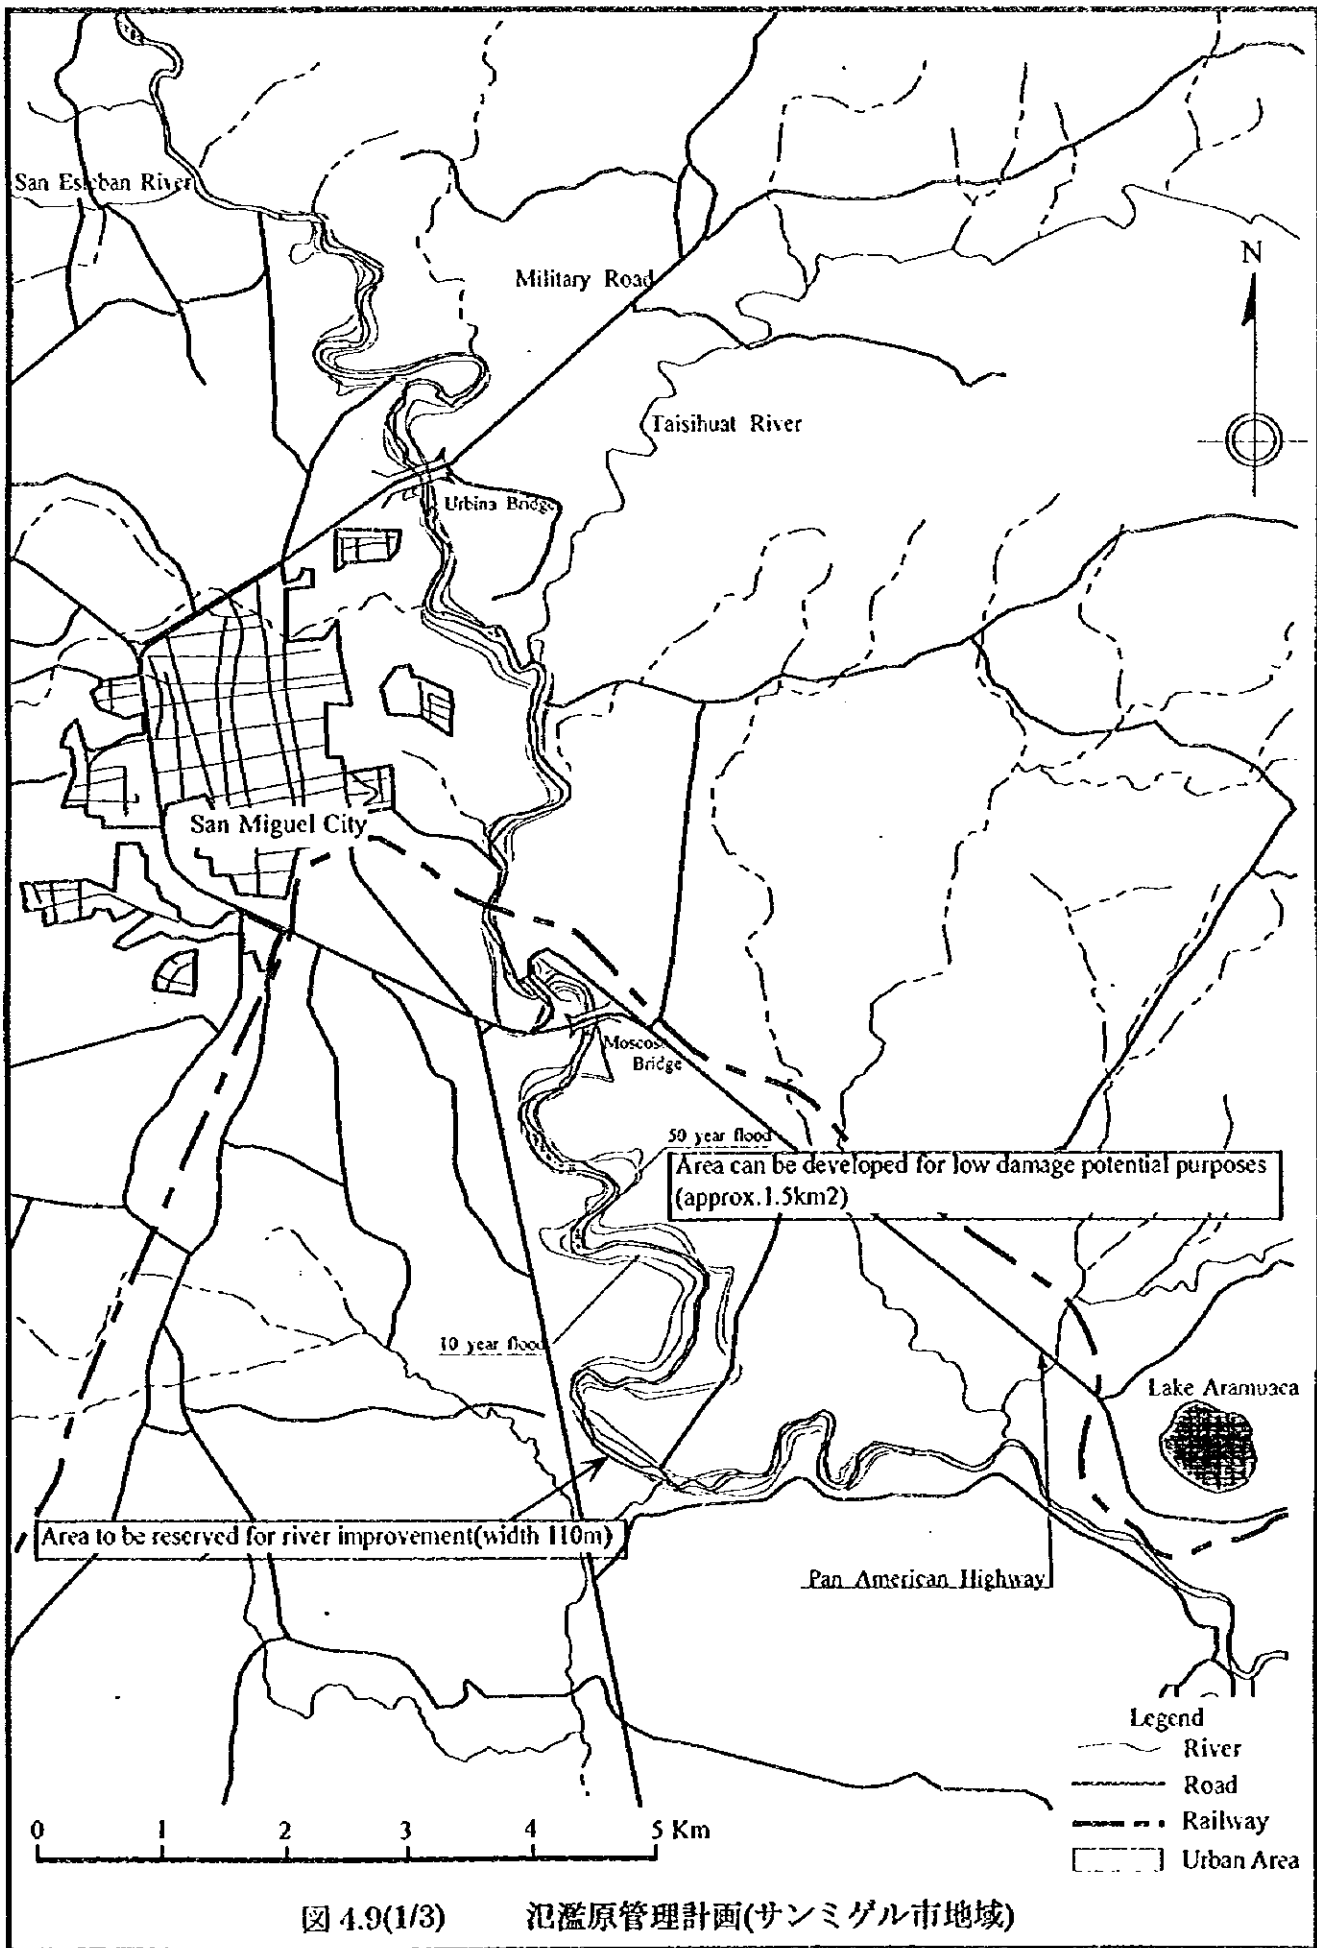 San Esteban River
N
Military Road
Taisihuat River
Urbina Bridge
San Miguel City
Moscoso
Bridge
50 year flood
Area can be developed for low damage potential purposes
(approx.1.5km2)
10 year flood
Lake Aramuaca
Area to be reserved for river improvement(width 110m)
Pan American Highway
Legend
River
Road
Railway
Urban Area
0 1 2 3 4 5 Km
図 4.9(1/3) 氾濫原管理計画(サンミゲル市地域)